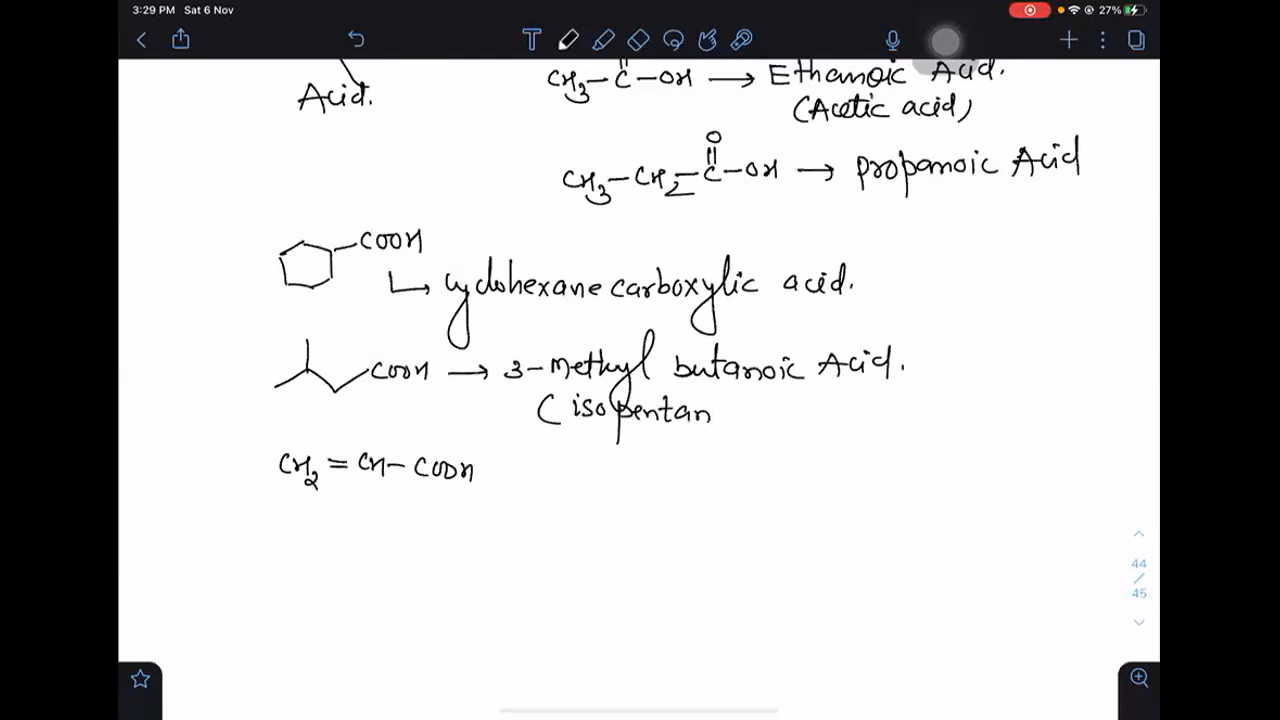 3:29 PM Sat 6 Nov
27%
T
Acid.
CH3-C-OH → Ethanoic Acid.
(Acetic acid)
O
CH3-CH2-C-OH → propanoic Acid
COOH
cyclohexane carboxylic acid.
COOH → 3-Methyl butanoic Acid.
(isopentan
CH2=CH-COOH
44
/
45